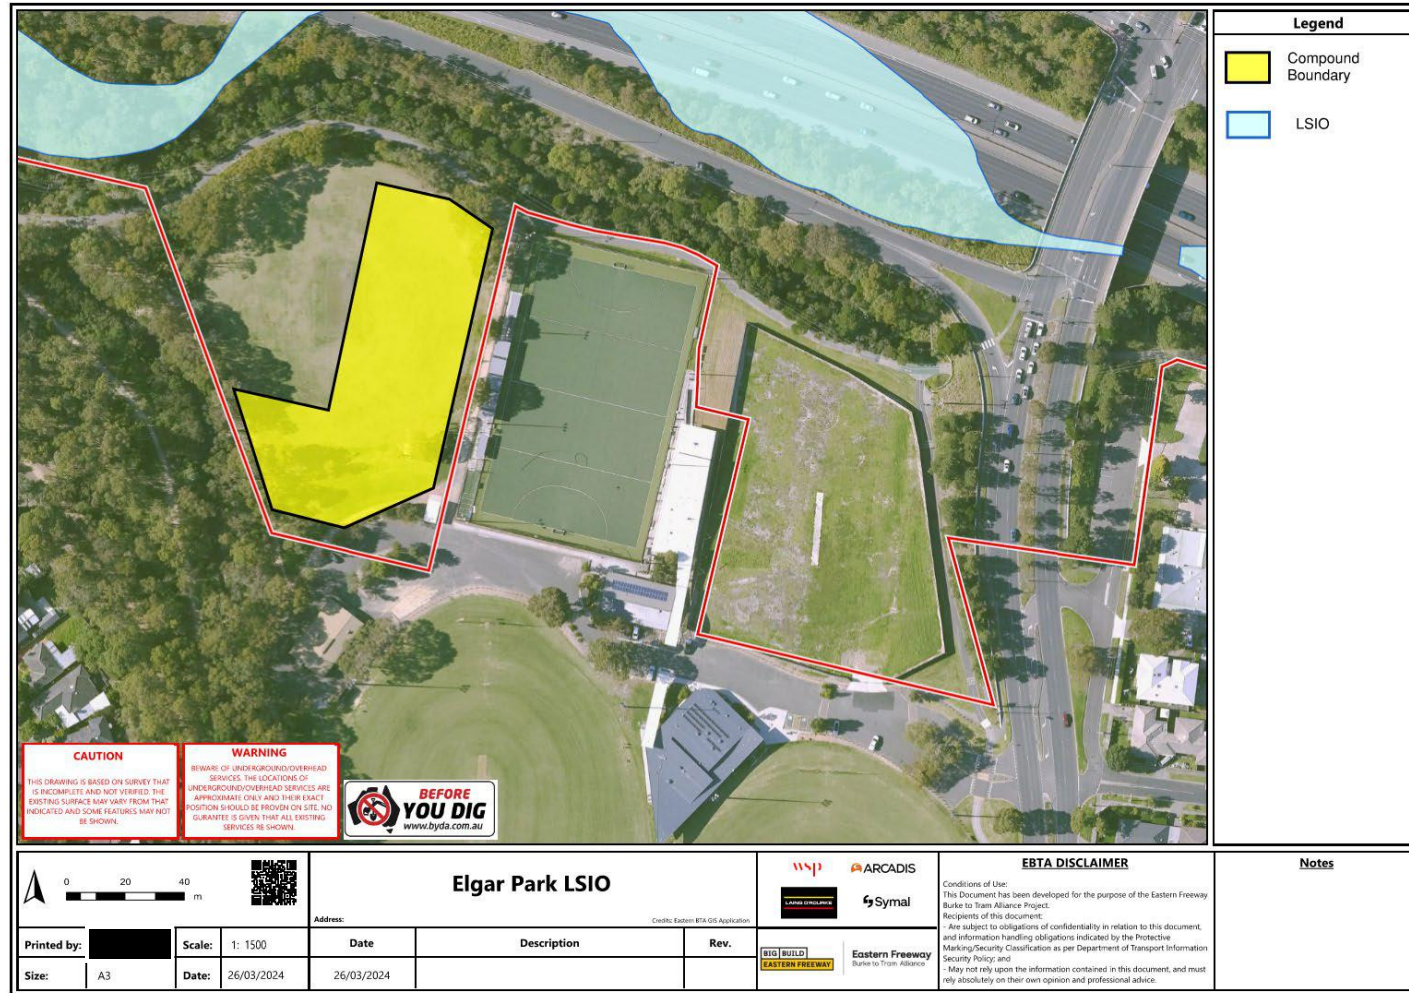 Legend
Compound
Boundary
LSIO
CAUTION
THIS DRAWING IS BASED ON SURVEY THAT
IS INCOMPLETE AND NOT VERIFIED. THE
EXISTING SURFACE MAY VARY FROM THAT
INDICATED AND SOME FEATURES MAY NOT
BE SHOWN.
WARNING
BEWARE OF UNDERGROUND/OVERHEAD
SERVICES. THE LOCATIONS OF
UNDERGROUND/OVERHEAD SERVICES ARE
APPROXIMATE ONLY AND THEIR EXACT
POSITION SHOULD BE PROVEN ON SITE. NO
GURANTEE IS GIVEN THAT ALL EXISTING
SERVICES RE SHOWN.
BEFORE
YOU DIG
www.byda.com.au
0 20 40
m
Elgar Park LSIO
Address:
Credits: Eastern BTA GIS Application
Printed by:
Scale: 1: 1500
Date Description Rev.
Size: A3
Date: 26/03/2024
26/03/2024
wsp ARCADIS
LAING O'ROURKE Symal
BIG BUILD
EASTERN FREEWAY
Eastern Freeway
Burke to Tram Alliance
EBTA DISCLAIMER
Conditions of Use:
This Document has been developed for the purpose of the Eastern Freeway
Burke to Tram Alliance Project.
Recipients of this document:
- Are subject to obligations of confidentiality in relation to this document,
and information handling obligations indicated by the Protective
Marking/Security Classification as per Department of Transport Information
Security Policy; and
- May not rely upon the information contained in this document, and must
rely absolutely on their own opinion and professional advice.
Notes